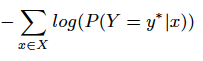 $-\sum_{x \in X} log(P(Y = y^*|x))$